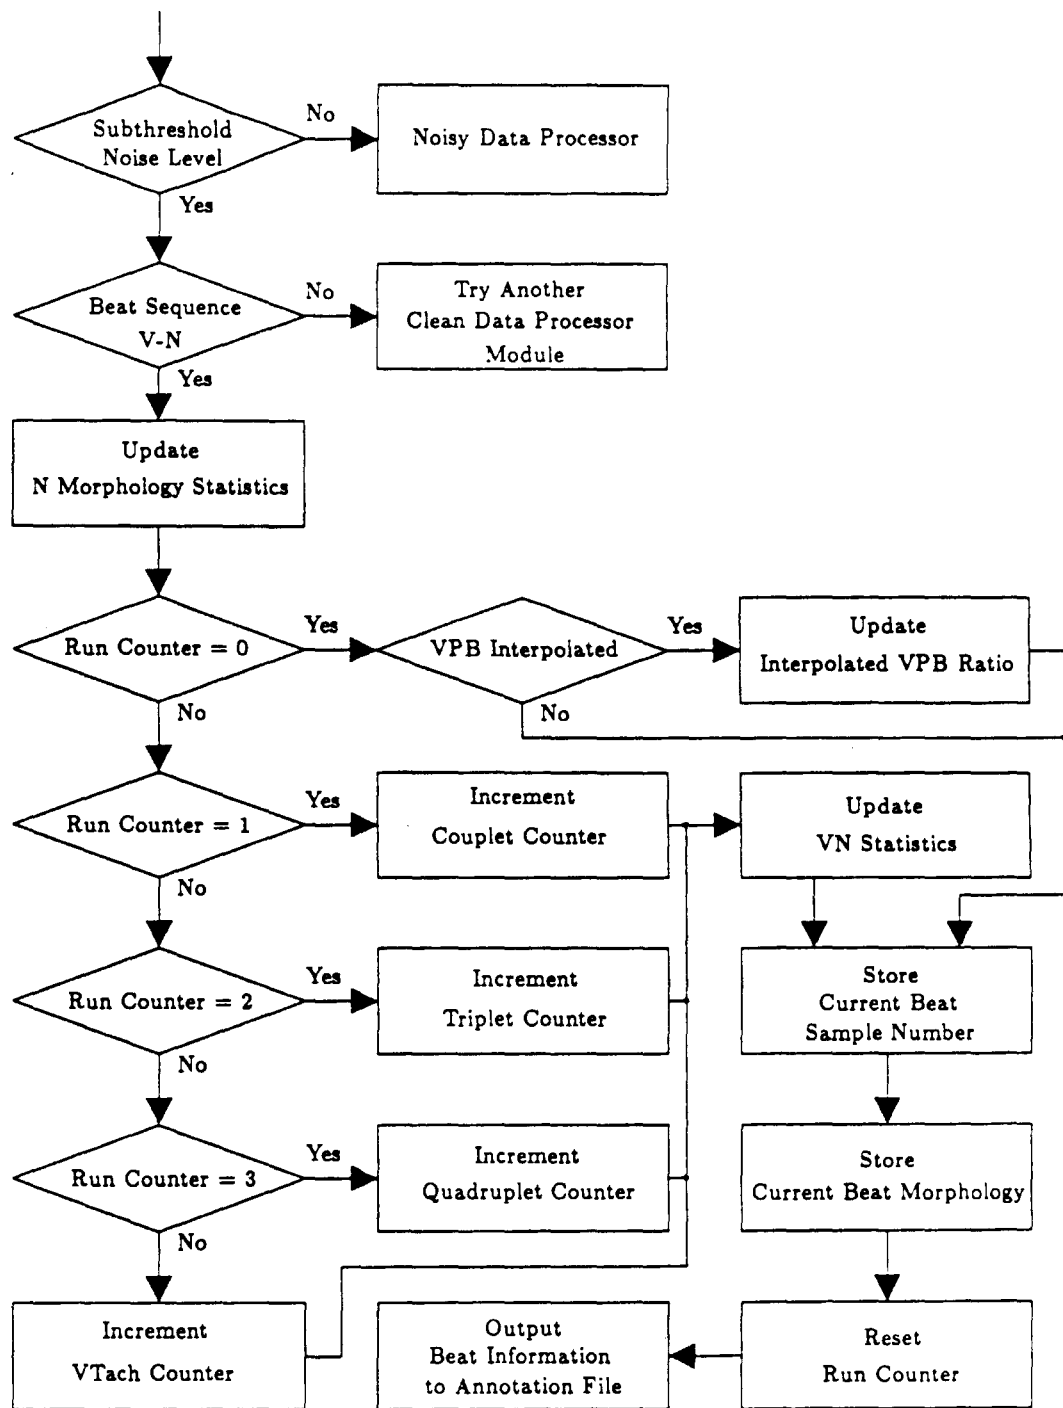 Subthreshold
Noise Level
No
Noisy Data Processor
Yes
Beat Sequence
V-N
No
Try Another
Clean Data Processor
Module
Yes
Update
N Morphology Statistics
Run Counter = 0
Yes
VPB Interpolated
Yes
Update
Interpolated VPB Ratio
No
No
Run Counter = 1
Yes
Increment
Couplet Counter
Update
VN Statistics
No
Run Counter = 2
Yes
Increment
Triplet Counter
Store
Current Beat
Sample Number
No
Run Counter = 3
Yes
Increment
Quadruplet Counter
Store
Current Beat Morphology
No
Increment
VTach Counter
Output
Beat Information
to Annotation File
Reset
Run Counter